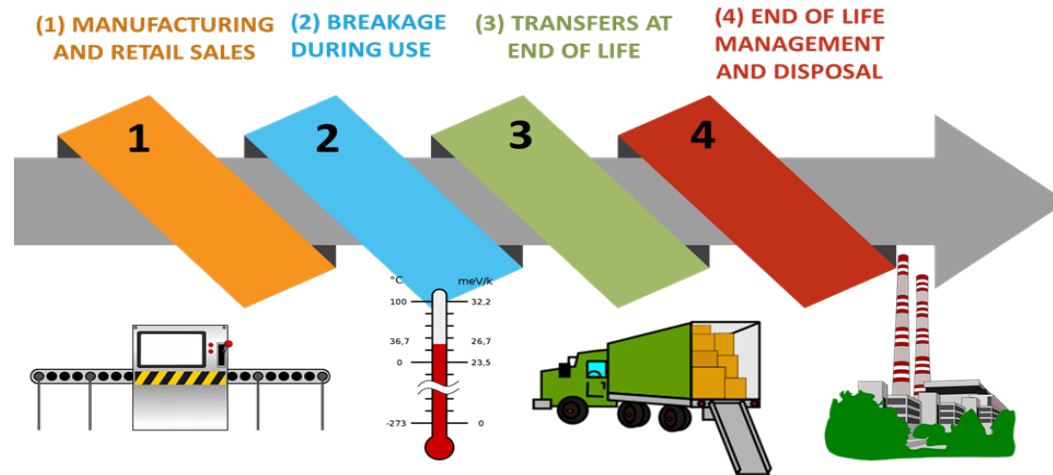 (1) MANUFACTURING
AND RETAIL SALES
(2) BREAKAGE
DURING USE
(3) TRANSFERS AT
END OF LIFE
(4) END OF LIFE
MANAGEMENT
AND DISPOSAL
1
2
3
4
°C meV/k
100 32,2
36,7 26,7
0 23,5
-273 0